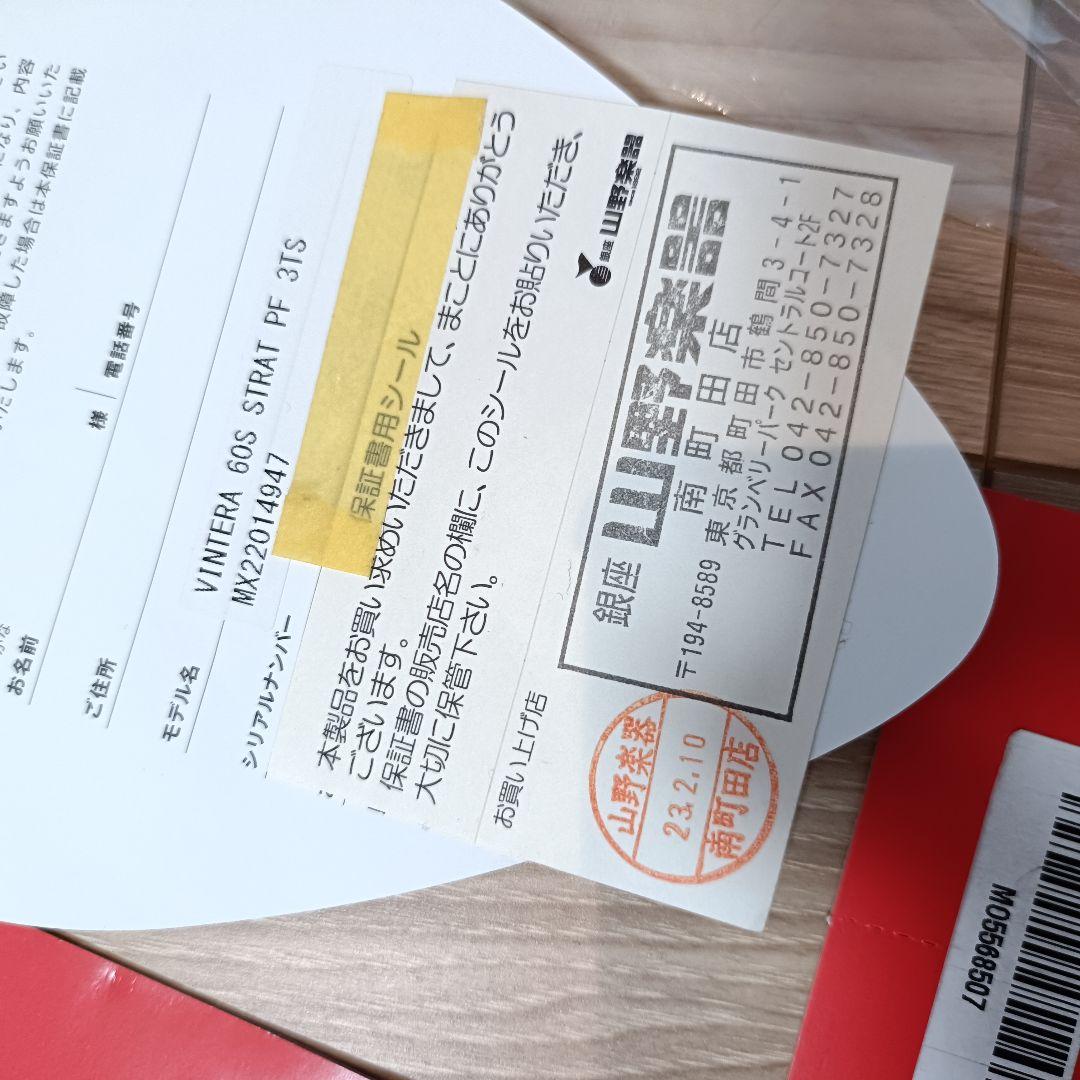 になり、内容
きますようお願いいた
故障した場合は本保証書に記載
いたします。
お名前
様
電話番号
ご住所
モデル名
VINTERA 60S STRAT PF 3TS
MX22014947
シリアルナンバー
保証書用シール
本製品をお買い求めいただきまして、まことにありがとう
ございます。
保証書の販売店名の欄に、このシールをお貼りいただき、
大切に保管下さい。
銀座 山野楽器
お買い上げ店
銀座 山野楽器
南町田店
〒194-8589 東京都町田市鶴間3-4-1
グランベリーパーク セントラルコート2F
TEL 042-850-7327
FAX 042-850-7328
山野楽器
23.2.10
南町田店
M05568507